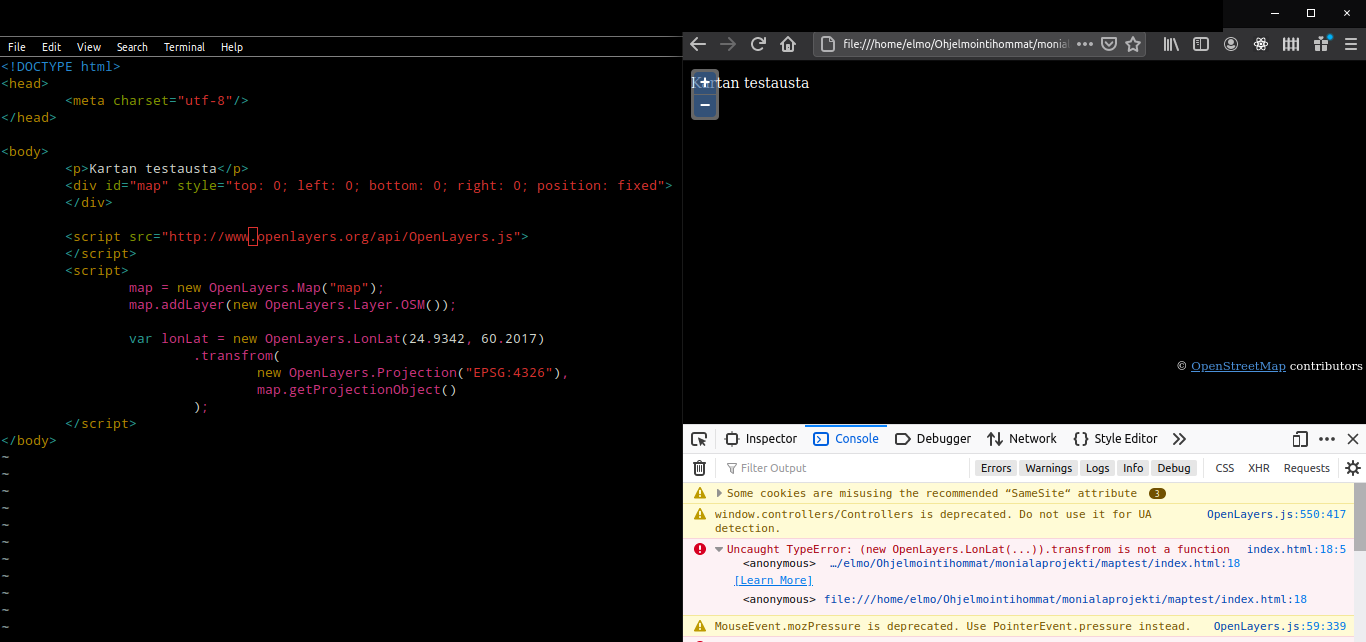 File Edit View Search Terminal Help
<!DOCTYPE html>
<head>
<meta charset="utf-8"/>
</head>
<body>
<p>Kartan testausta</p>
<div id="map" style="top: 0; left: 0; bottom: 0; right: 0; position: fixed">
</div>
<script src="http://www.openlayers.org/api/OpenLayers.js">
</script>
<script>
map = new OpenLayers.Map("map");
map.addLayer(new OpenLayers.Layer.OSM());
var lonLat = new OpenLayers.LonLat(24.9342, 60.2017)
.transfrom(
new OpenLayers.Projection("EPSG:4326"),
map.getProjectionObject()
);
</script>
</body>
~
~
~
~
~
~
~
~
~
~
~
file:///home/elmo/Ohjelmointihommat/monial
Kartan testausta
+
−
© OpenStreetMap contributors
Inspector Console Debugger Network Style Editor
Filter Output Errors Warnings Logs Info Debug CSS XHR Requests
Some cookies are misusing the recommended “SameSite“ attribute 3
window.controllers/Controllers is deprecated. Do not use it for UA OpenLayers.js:550:417
detection.
Uncaught TypeError: (new OpenLayers.LonLat(...)).transfrom is not a function index.html:18:5
<anonymous> …/elmo/Ohjelmointihommat/monialaprojekti/maptest/index.html:18
[Learn More]
<anonymous> file:///home/elmo/Ohjelmointihommat/monialaprojekti/maptest/index.html:18
MouseEvent.mozPressure is deprecated. Use PointerEvent.pressure instead. OpenLayers.js:59:339